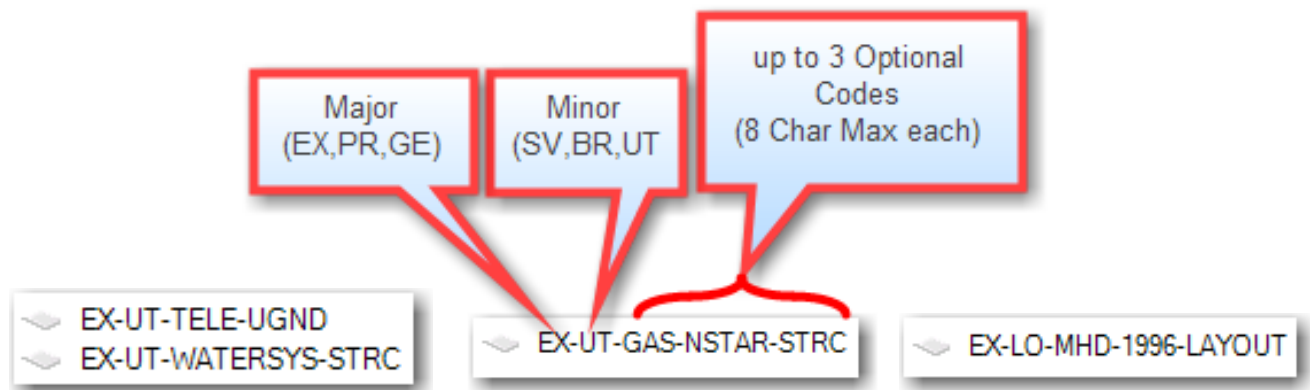 Major
(EX,PR,GE)
Minor
(SV,BR,UT
up to 3 Optional
Codes
(8 Char Max each)
EX-UT-TELE-UGND
EX-UT-WATERSYS-STRC
EX-UT-GAS-NSTAR-STRC
EX-LO-MHD-1996-LAYOUT